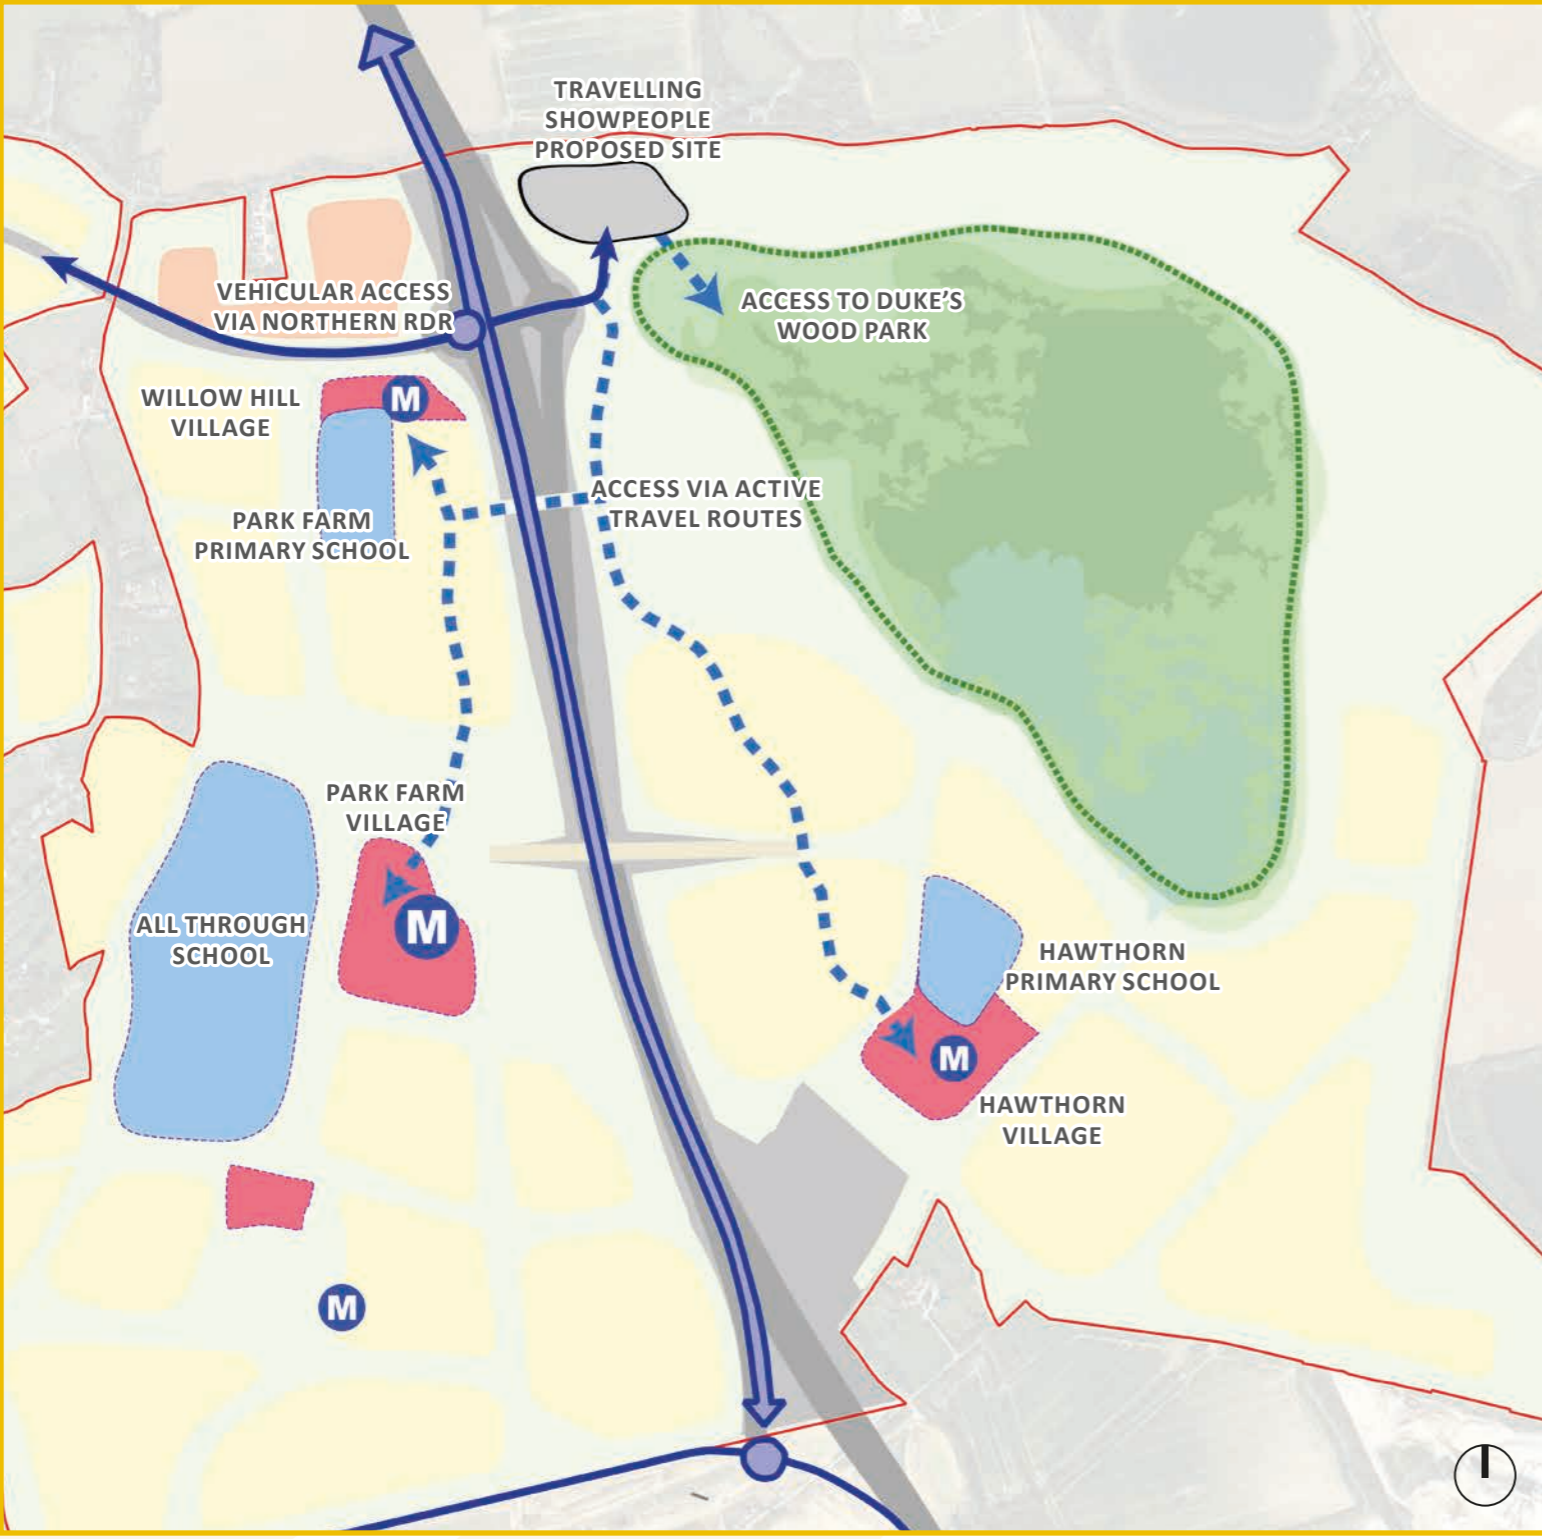 TRAVELLING
SHOWPEOPLE
PROPOSED SITE
VEHICULAR ACCESS
VIA NORTHERN RDR
ACCESS TO DUKE'S
WOOD PARK
WILLOW HILL
VILLAGE
M
PARK FARM
PRIMARY SCHOOL
ACCESS VIA ACTIVE
TRAVEL ROUTES
PARK FARM
VILLAGE
M
ALL THROUGH
SCHOOL
HAWTHORN
PRIMARY SCHOOL
M
HAWTHORN
VILLAGE
M